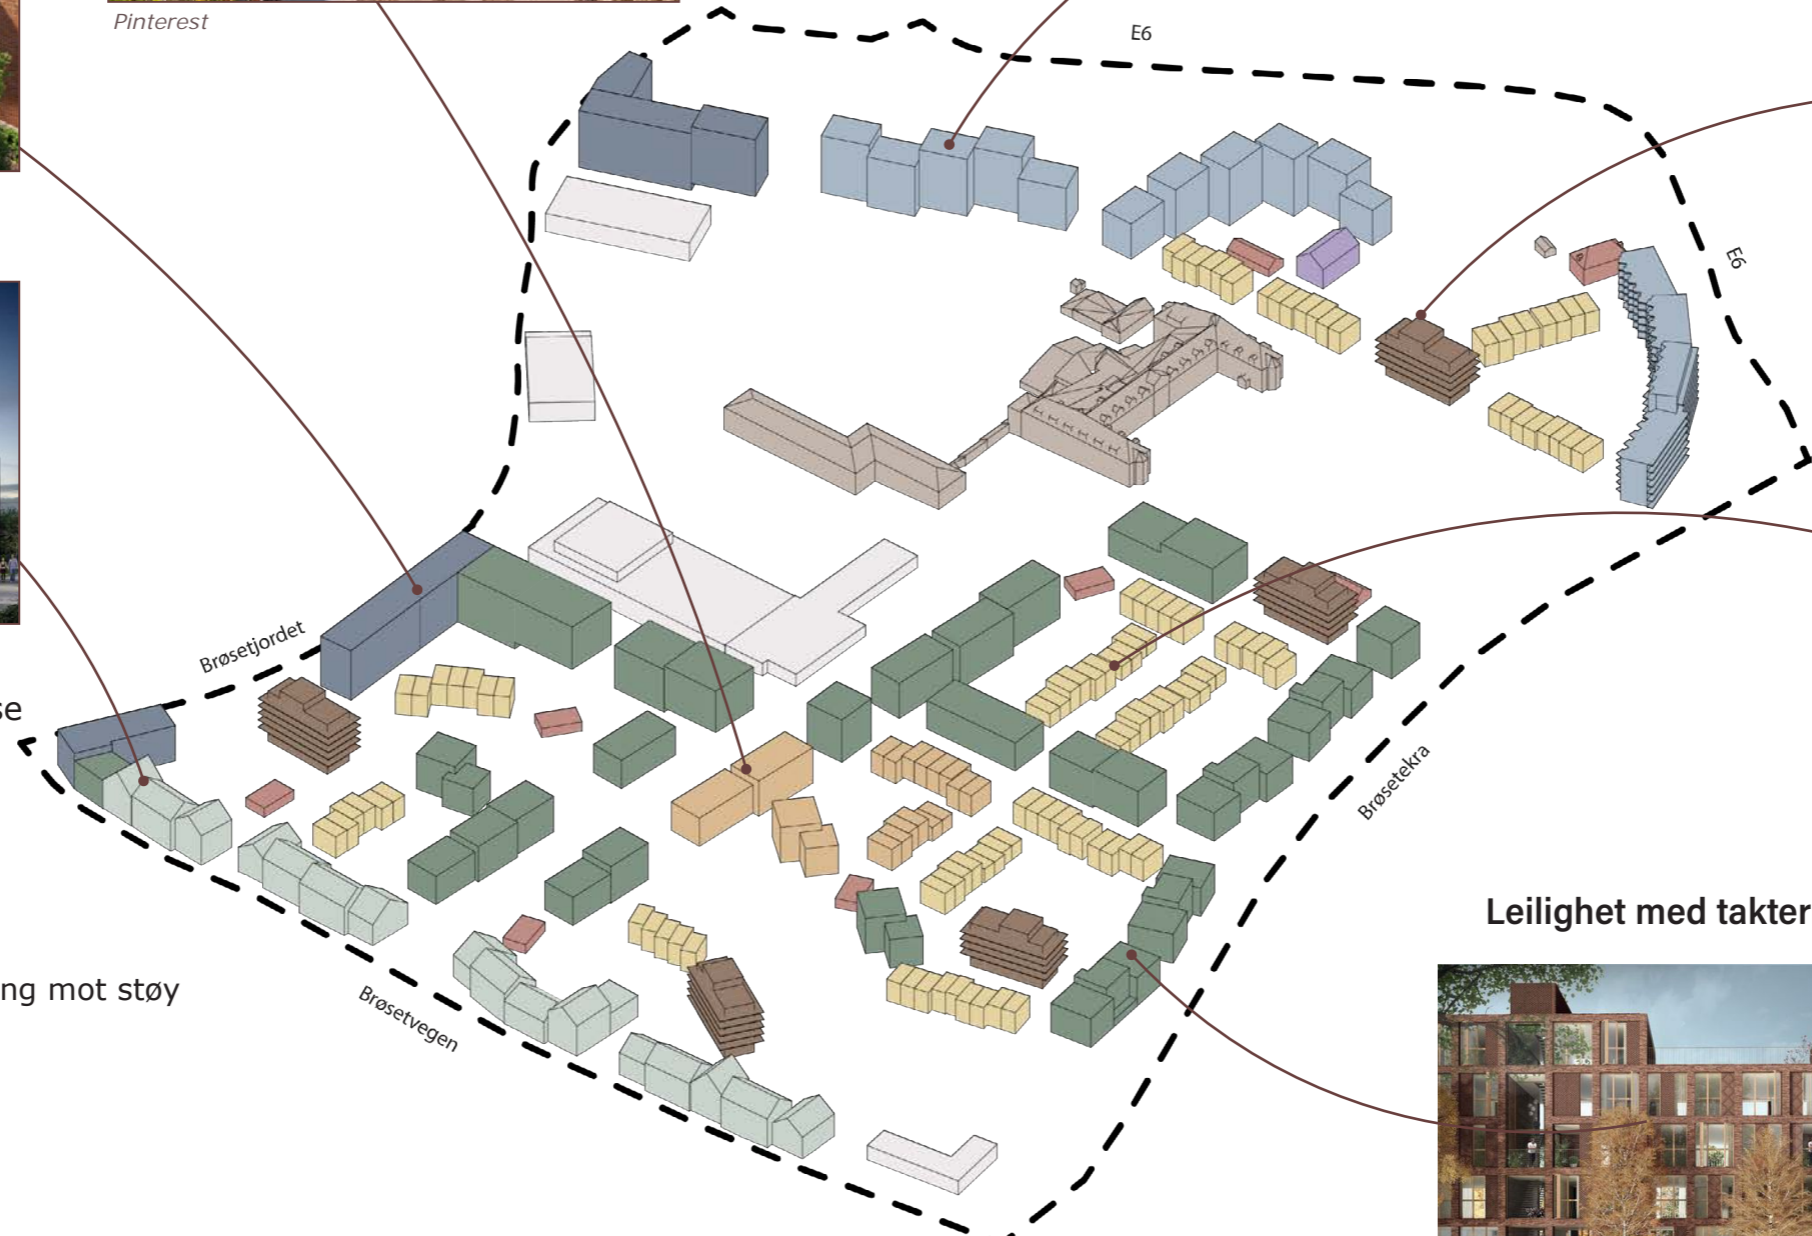 Pinterest
E6
E6
Brøsetjordet
se
Brøsetekra
Leilighet med takter
ng mot støy
Brøsetvegen